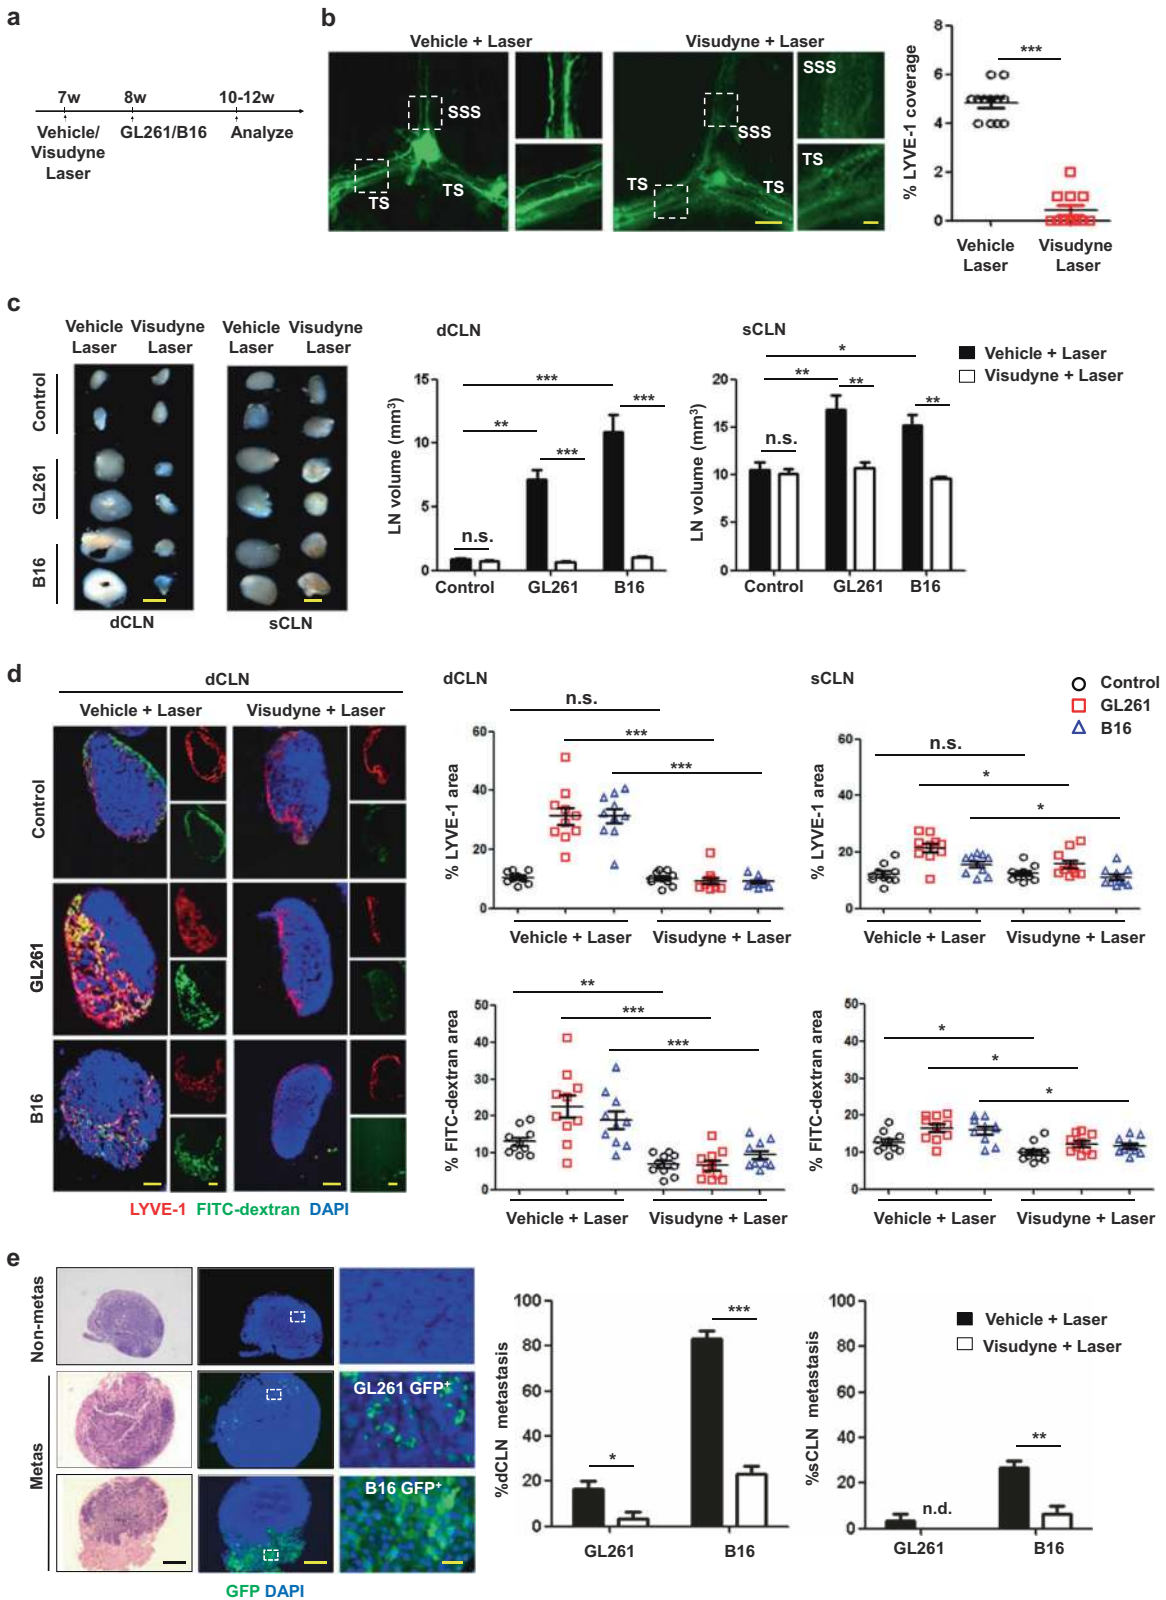 a
7w 8w 10-12w
Vehicle/ GL261/B16 Analyze
Visudyne
Laser
b
Vehicle + Laser Visudyne + Laser
SSS
TS TS
SSS
TS TS
SSS
TS
% LYVE-1 coverage
8
6
4
2
0
***
Vehicle Visudyne
Laser Laser
c
Vehicle Visudyne Vehicle Visudyne
Laser Laser Laser Laser
Control
GL261
B16
dCLN sCLN
dCLN
LN volume (mm³)
15
10
5
0
***
** ***
***
n.s.
Control GL261 B16
sCLN
LN volume (mm³)
20
15
10
5
0
*
** **
**
n.s.
Control GL261 B16
Vehicle + Laser
Visudyne + Laser
d
dCLN
Vehicle + Laser Visudyne + Laser
Control
GL261
B16
LYVE-1 FITC-dextran DAPI
dCLN
% LYVE-1 area
60
40
20
0
n.s.
***
***
Vehicle + Laser Visudyne + Laser
sCLN
% LYVE-1 area
60
40
20
0
n.s.
*
*
Vehicle + Laser Visudyne + Laser
Control
GL261
B16
% FITC-dextran area
50
40
30
20
10
0
**
***
***
Vehicle + Laser Visudyne + Laser
% FITC-dextran area
50
40
30
20
10
0
*
*
*
Vehicle + Laser Visudyne + Laser
e
Non-metas
Metas
GL261 GFP⁺
B16 GFP⁺
GFP DAPI
%dCLN metastasis
80
60
40
20
0
*
***
GL261 B16
%sCLN metastasis
80
60
40
20
0
n.d.
**
GL261 B16
Vehicle + Laser
Visudyne + Laser